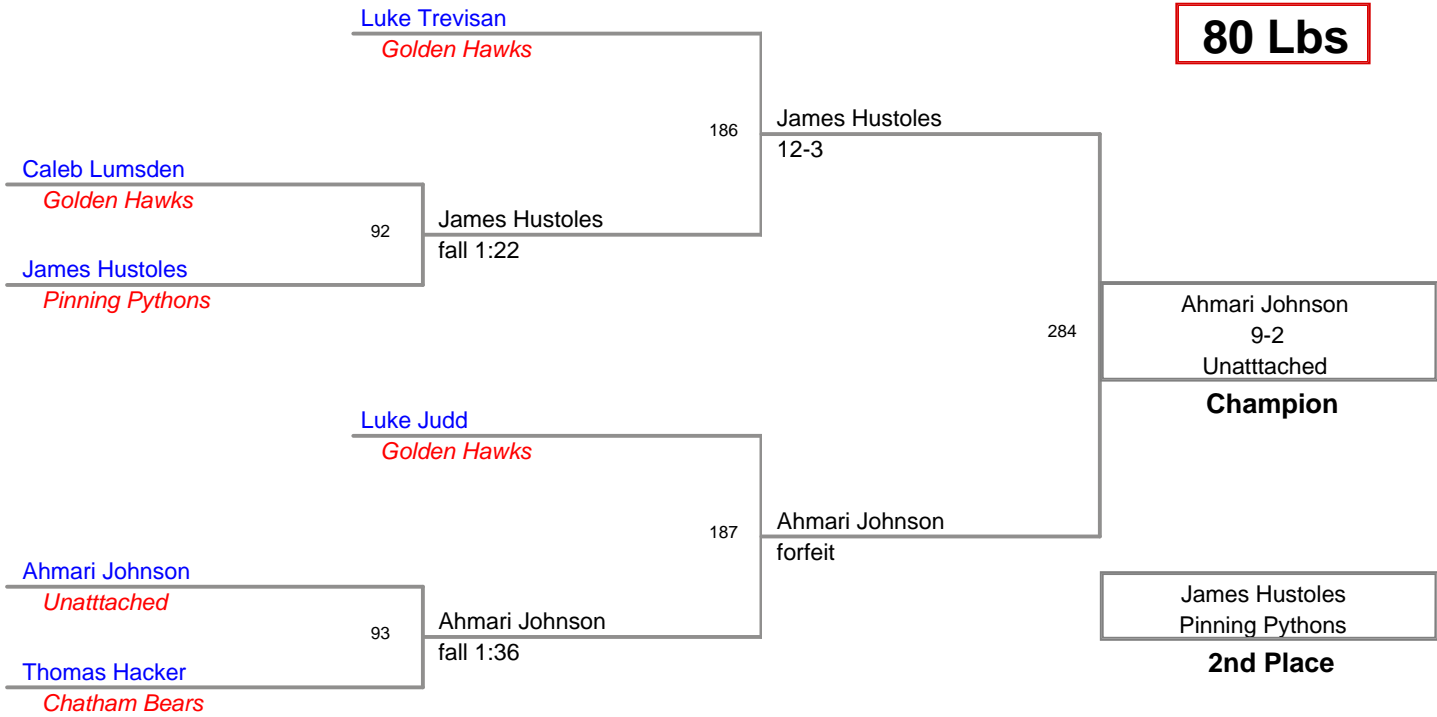 Luke Trevisan
Golden Hawks
80 Lbs
186
James Hustoles
12-3
Caleb Lumsden
Golden Hawks
92
James Hustoles
fall 1:22
James Hustoles
Pinning Pythons
284
Ahmari Johnson
9-2
Unatttached
Champion
Luke Judd
Golden Hawks
187
Ahmari Johnson
forfeit
Ahmari Johnson
Unatttached
93
Ahmari Johnson
fall 1:36
Thomas Hacker
Chatham Bears
James Hustoles
Pinning Pythons
2nd Place